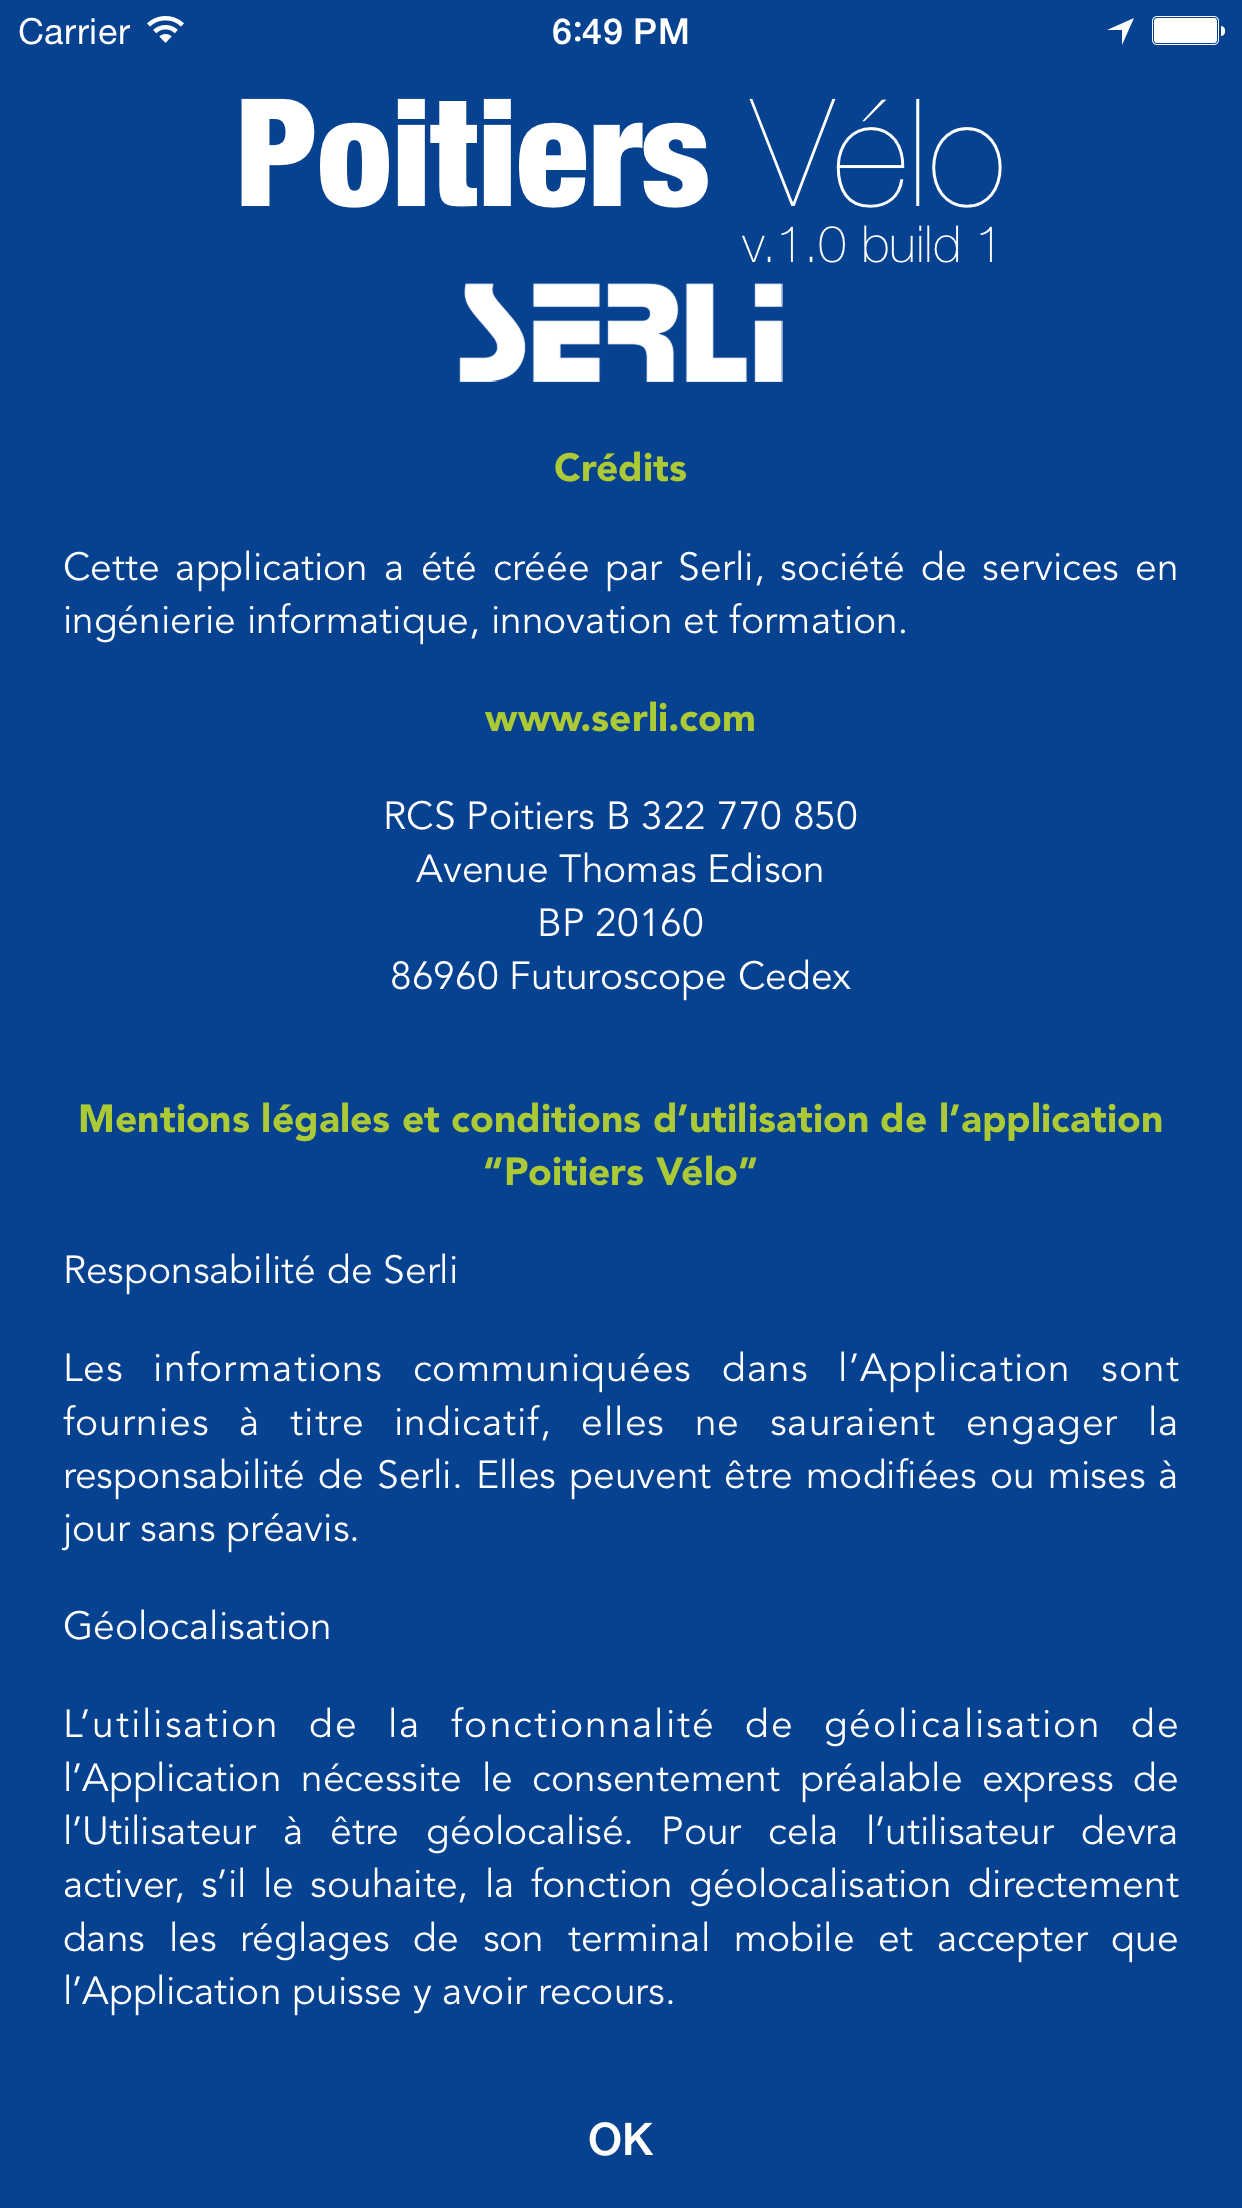 Carrier 6:49 PM
Poitiers Vélo
v.1.0 build 1
SERLi
Crédits
Cette application a été créée par Serli, société de services en
ingénierie informatique, innovation et formation.
www.serli.com
RCS Poitiers B 322 770 850
Avenue Thomas Edison
BP 20160
86960 Futuroscope Cedex
Mentions légales et conditions d’utilisation de l’application
“Poitiers Vélo”
Responsabilité de Serli
Les informations communiquées dans l’Application sont
fournies à titre indicatif, elles ne sauraient engager la
responsabilité de Serli. Elles peuvent être modifiées ou mises à
jour sans préavis.
Géolocalisation
L’utilisation de la fonctionnalité de géolicalisation de
l’Application nécessite le consentement préalable express de
l’Utilisateur à être géolocalisé. Pour cela l’utilisateur devra
activer, s’il le souhaite, la fonction géolocalisation directement
dans les réglages de son terminal mobile et accepter que
l’Application puisse y avoir recours.
OK